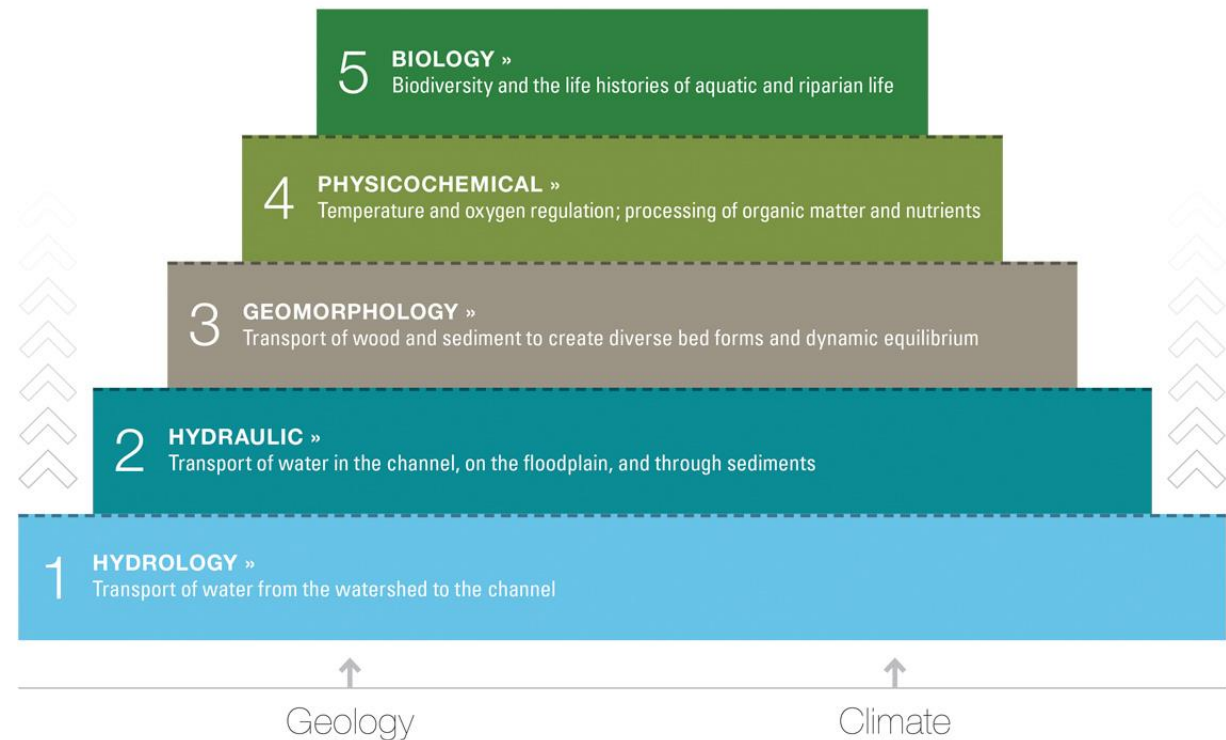 5 BIOLOGY »
Biodiversity and the life histories of aquatic and riparian life
4 PHYSICOCHEMICAL »
Temperature and oxygen regulation; processing of organic matter and nutrients
3 GEOMORPHOLOGY »
Transport of wood and sediment to create diverse bed forms and dynamic equilibrium
2 HYDRAULIC »
Transport of water in the channel, on the floodplain, and through sediments
1 HYDROLOGY »
Transport of water from the watershed to the channel
Geology Climate